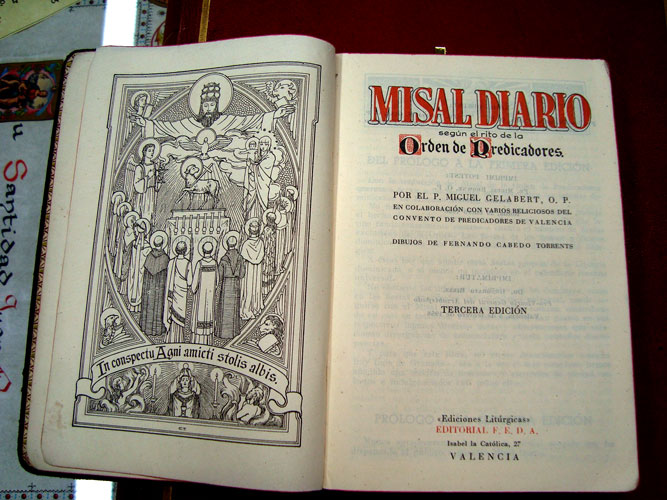 Santidad
In conspectu Agni amicti stolis albis.
MISAL DIARIO
según el rito de la
Orden de Predicadores.
POR EL P. MIGUEL GELABERT, O. P.
EN COLABORACIÓN CON VARIOS RELIGIOSOS DEL
CONVENTO DE PREDICADORES DE VALENCIA
DIBUJOS DE FERNANDO CABEDO TORRENTS
TERCERA EDICIÓN
«Ediciones Litúrgicas»
EDITORIAL F. E. D. A.
Isabel la Católica, 27
VALENCIA